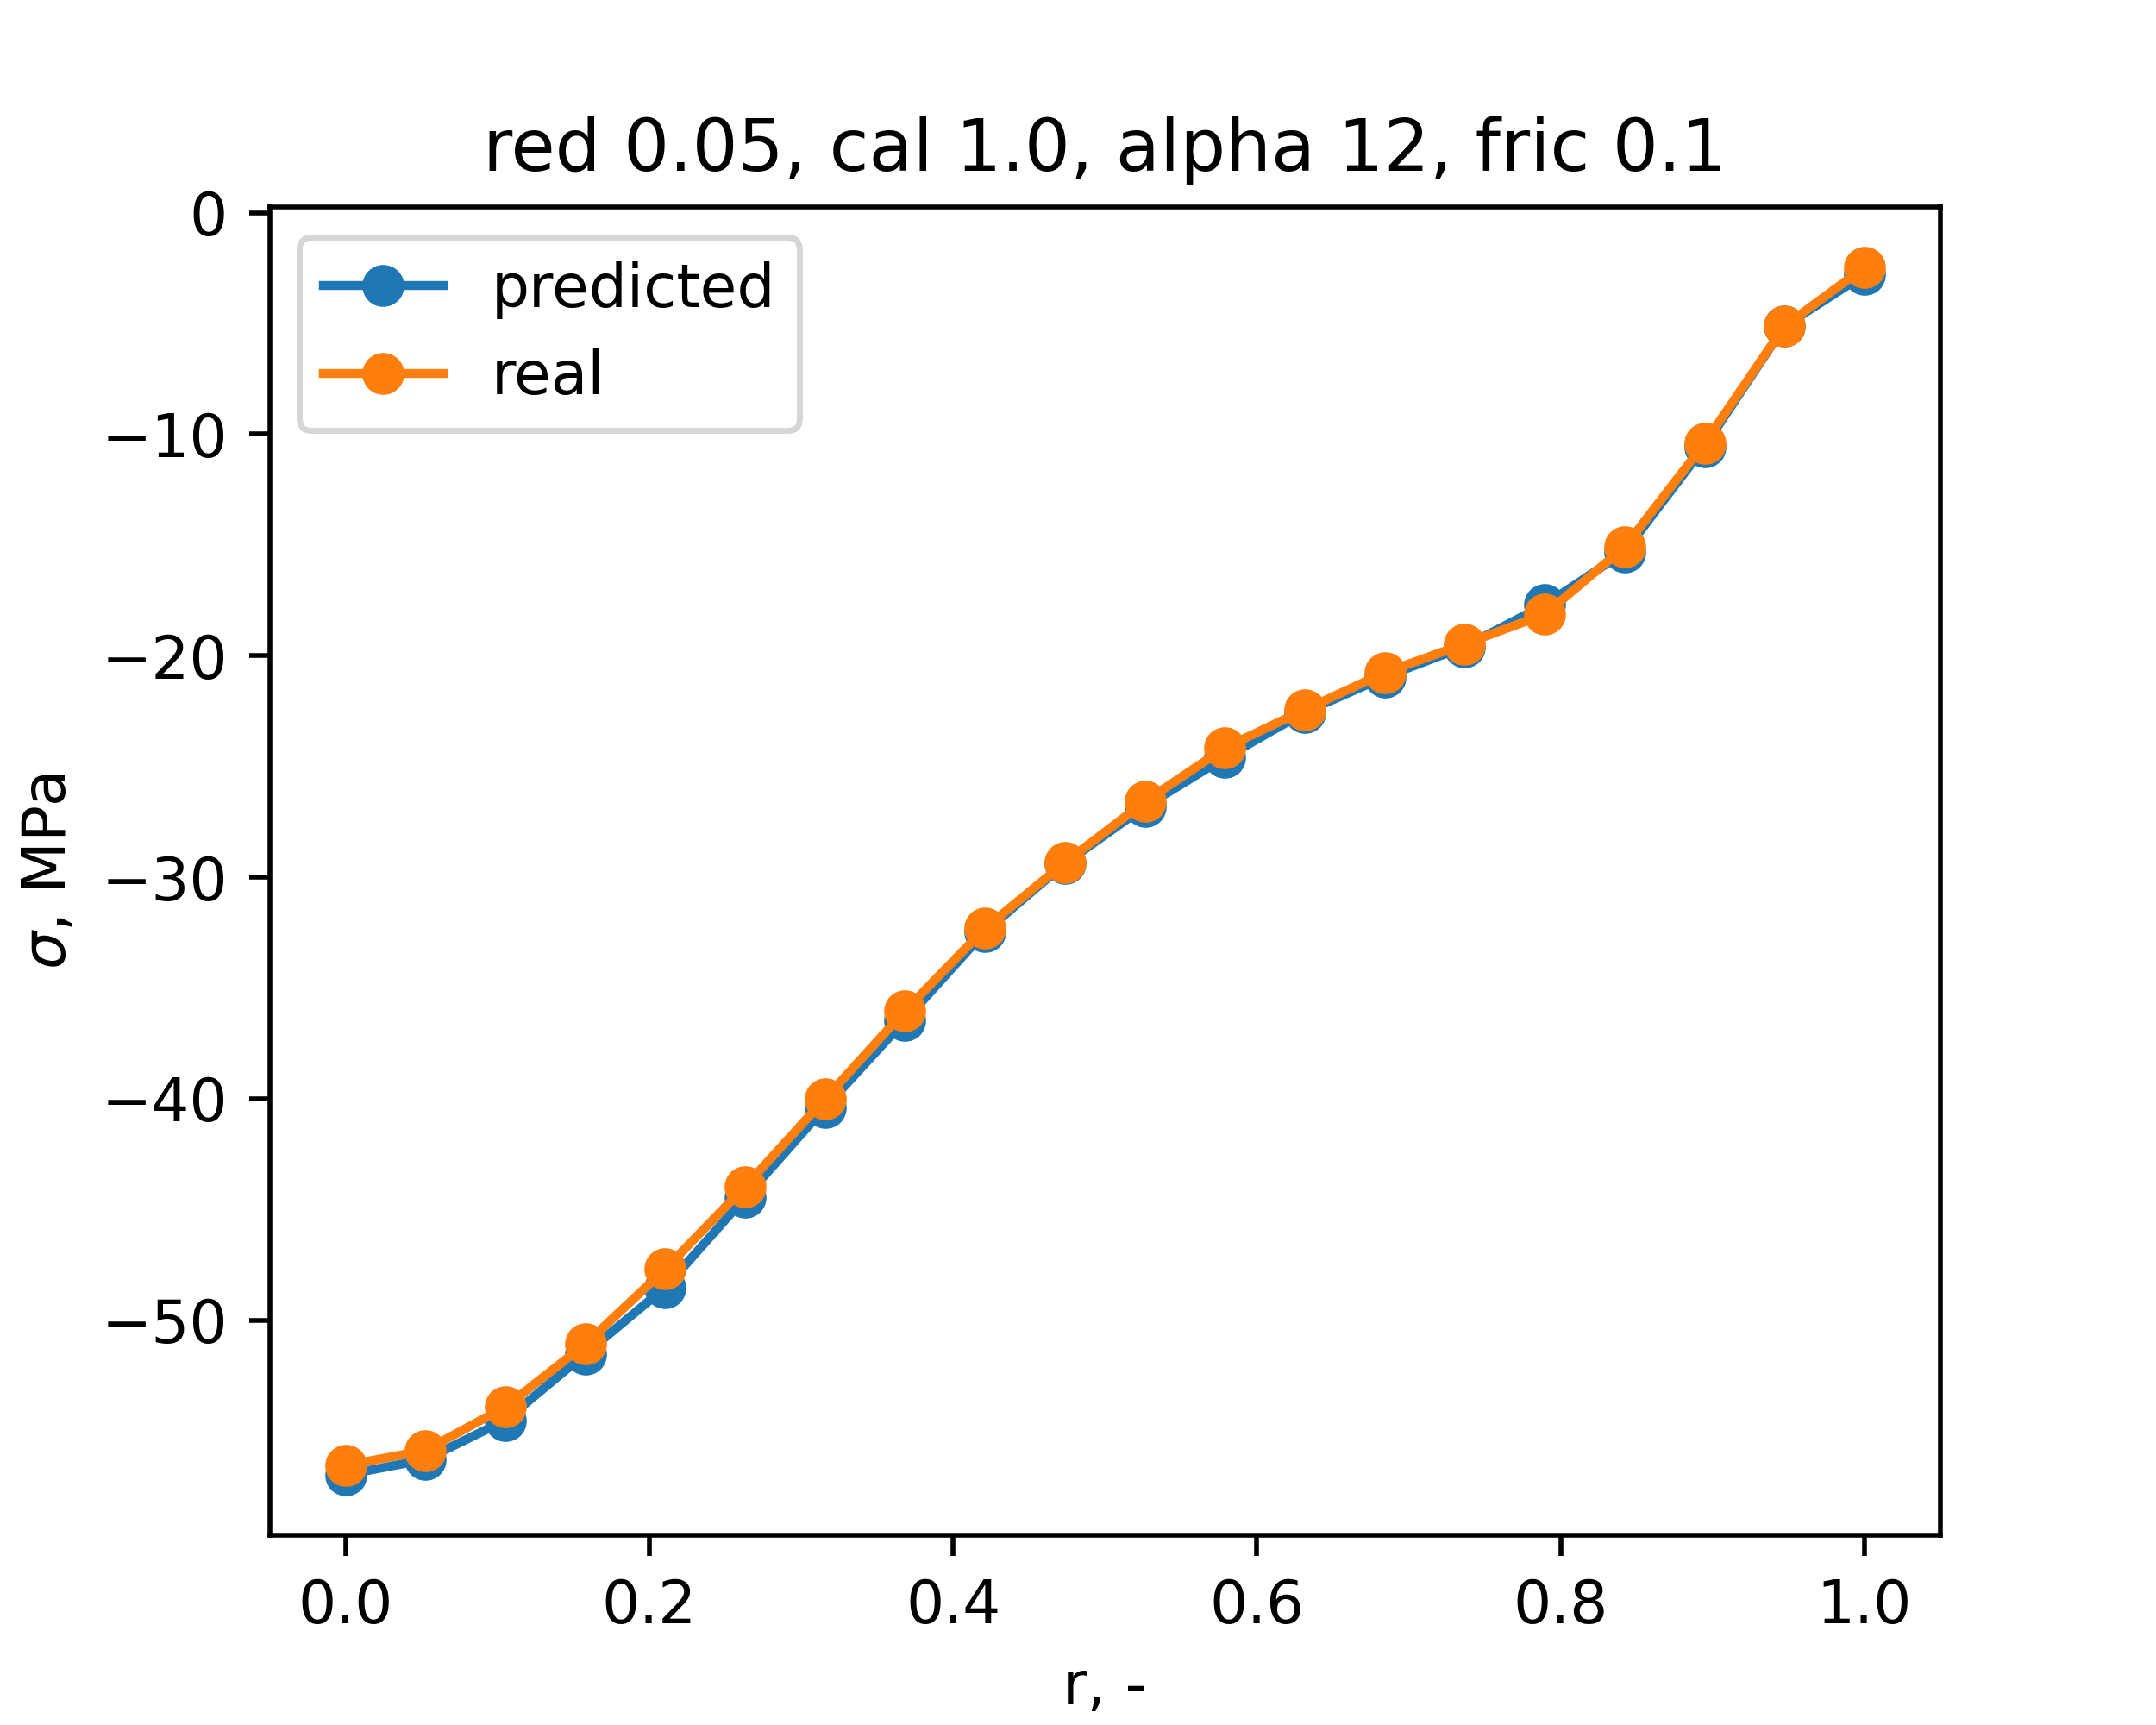 red 0.05, cal 1.0, alpha 12, fric 0.1
predicted
real
0
−10
−20
−30
−40
−50
σ, MPa
0.0 0.2 0.4 0.6 0.8 1.0
r, -